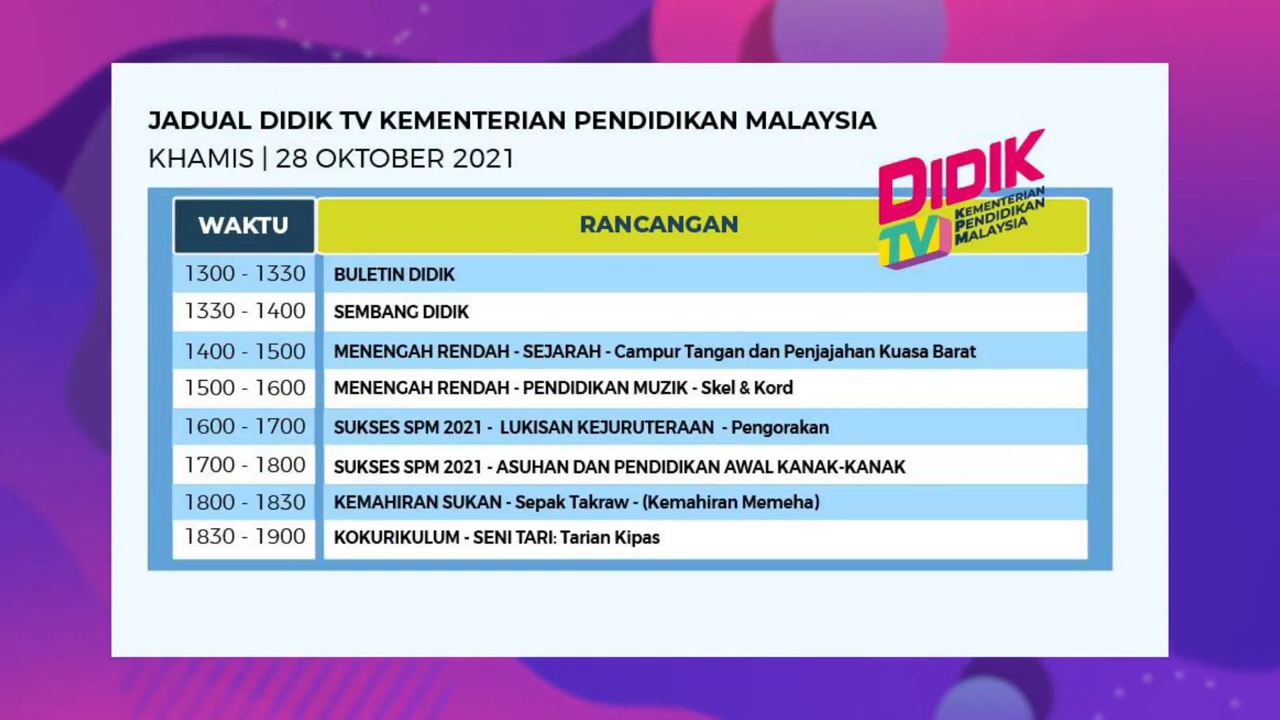 JADUAL DIDIK TV KEMENTERIAN PENDIDIKAN MALAYSIA
KHAMIS | 28 OKTOBER 2021
DIDIK
TV
KEMENTERIAN
PENDIDIKAN
MALAYSIA
WAKTU RANCANGAN
1300 - 1330 BULETIN DIDIK
1330 - 1400 SEMBANG DIDIK
1400 - 1500 MENENGAH RENDAH - SEJARAH - Campur Tangan dan Penjajahan Kuasa Barat
1500 - 1600 MENENGAH RENDAH - PENDIDIKAN MUZIK - Skel & Kord
1600 - 1700 SUKSES SPM 2021 - LUKISAN KEJURUTERAAN - Pengorakan
1700 - 1800 SUKSES SPM 2021 - ASUHAN DAN PENDIDIKAN AWAL KANAK-KANAK
1800 - 1830 KEMAHIRAN SUKAN - Sepak Takraw - (Kemahiran Memeha)
1830 - 1900 KOKURIKULUM - SENI TARI: Tarian Kipas